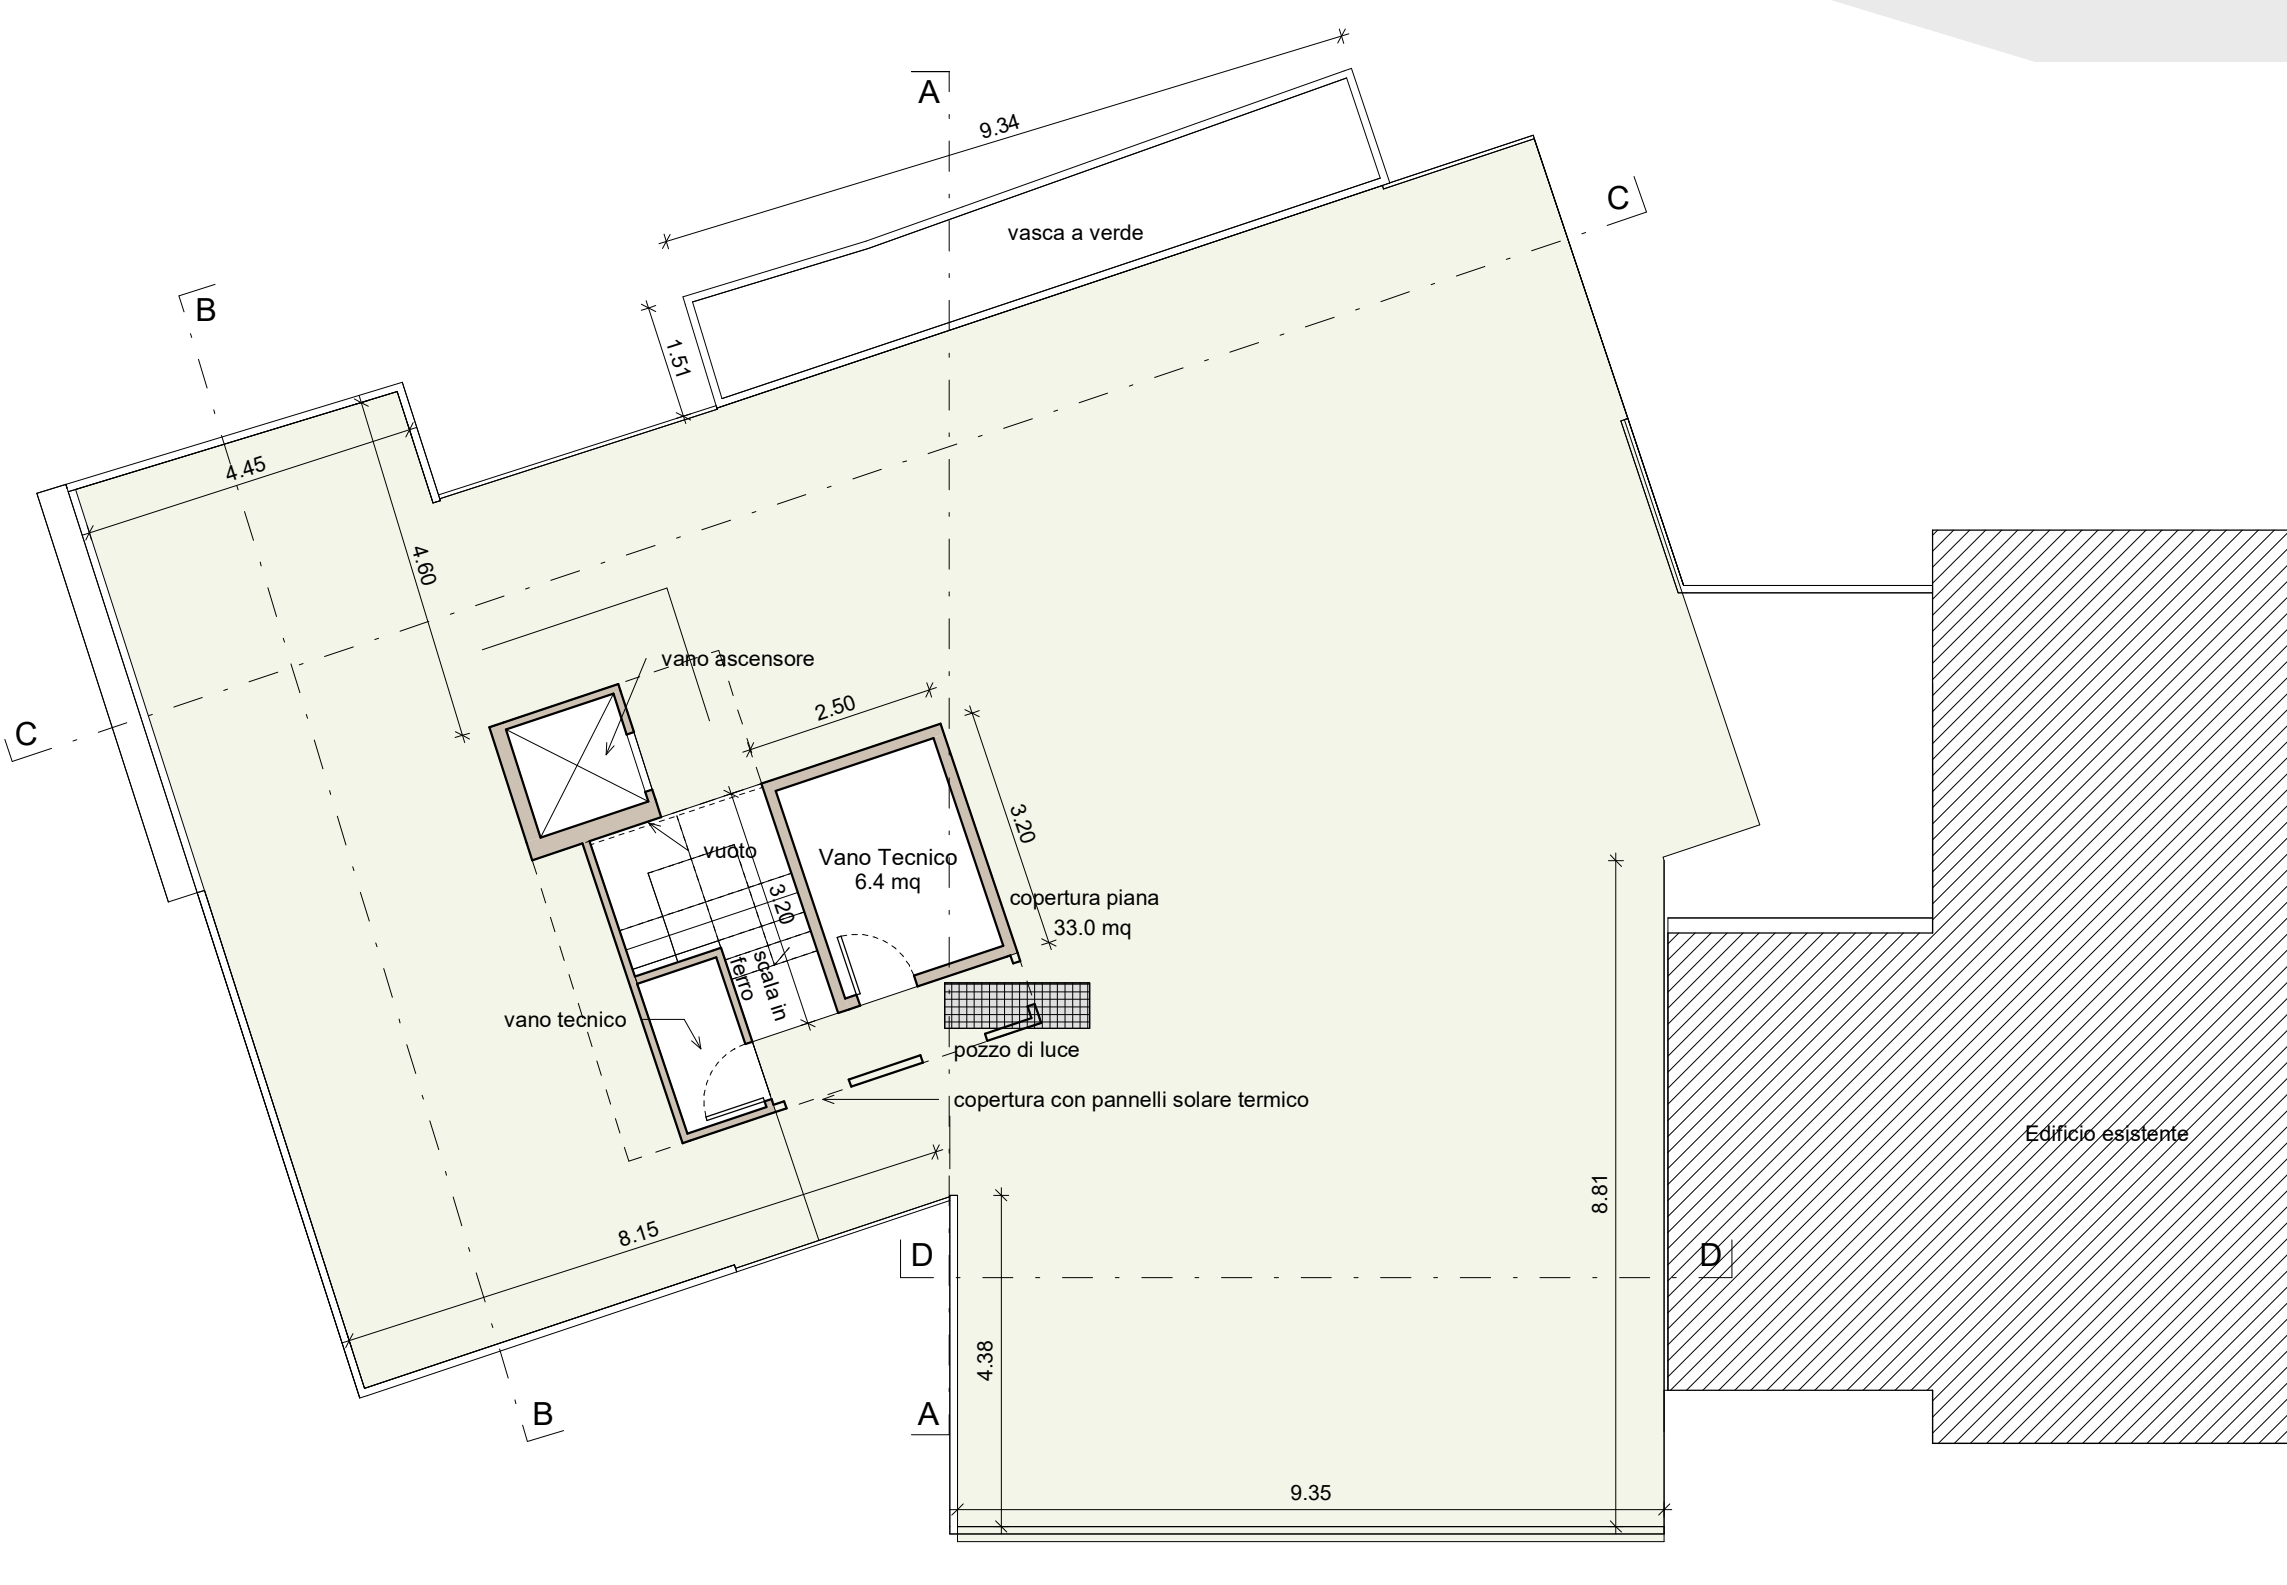 A
9.34
C
vasca a verde
B
1.51
4.45
4.60
vano ascensore
2.50
C
3.20
vuoto
Vano Tecnico
6.4 mq
3.20
copertura piana
33.0 mq
scala in
ferro
vano tecnico
pozzo di luce
copertura con pannelli solare termico
Edificio esistente
8.81
8.15
D
D
4.38
B
A
9.35